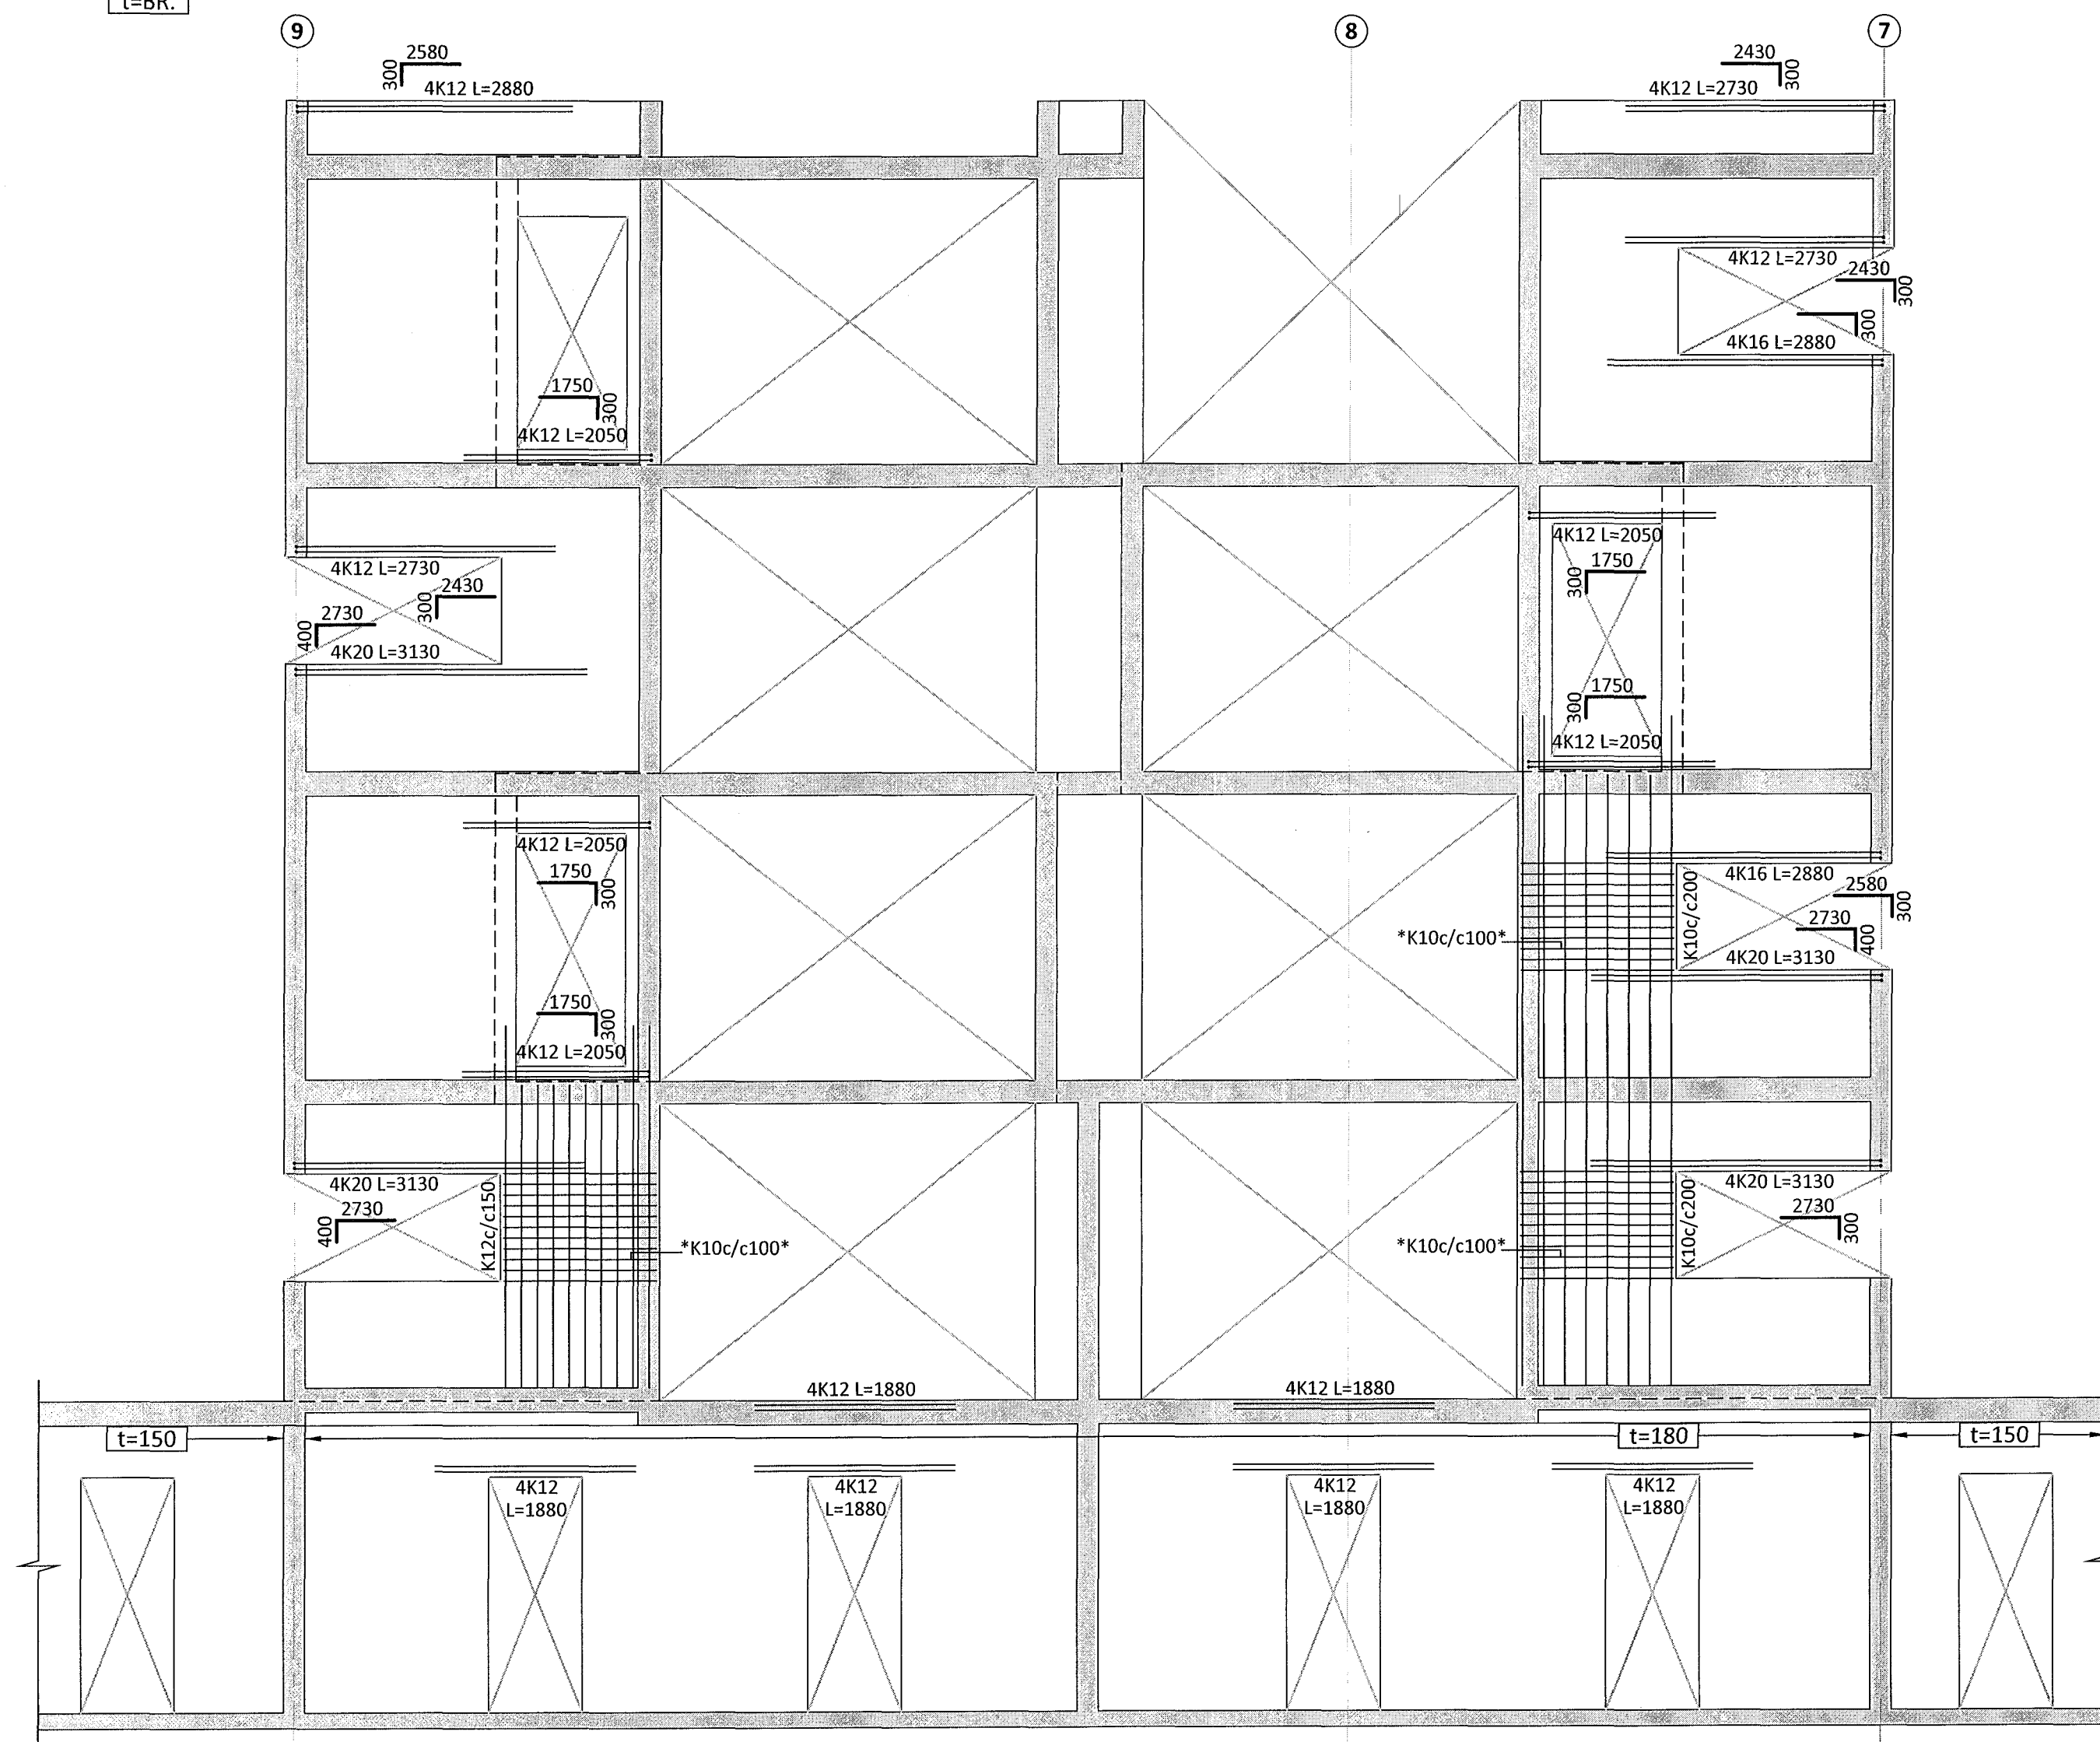 t=BR.
9
8
7
2580
300
4K12 L=2880
2430
300
4K12 L=2730
4K12 L=2730
2430
300
300
4K16 L=2880
1750
300
4K12 L=2050
4K12 L=2050
1750
300
4K12 L=2730
2430
300
2730
400
4K20 L=3130
1750
300
4K12 L=2050
4K12 L=2050
1750
300
4K16 L=2880
K10c/c200
2580
300
*K10c/c100*
2730
400
4K20 L=3130
1750
300
4K12 L=2050
4K20 L=3130
2730
400
K12c/c150
*K10c/c100*
*K10c/c100*
K10c/c200
4K20 L=3130
2730
300
4K12 L=1880
4K12 L=1880
t=150
t=180
t=150
4K12
L=1880
4K12
L=1880
4K12
L=1880
4K12
L=1880